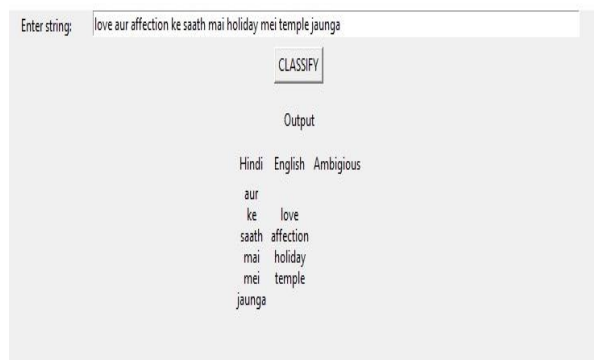 Enter string: love aur affection ke saath mai holiday mei temple jaunga
CLASSIFY
Output
Hindi English Ambigious
aur
ke love
saath affection
mai holiday
mei temple
jaunga